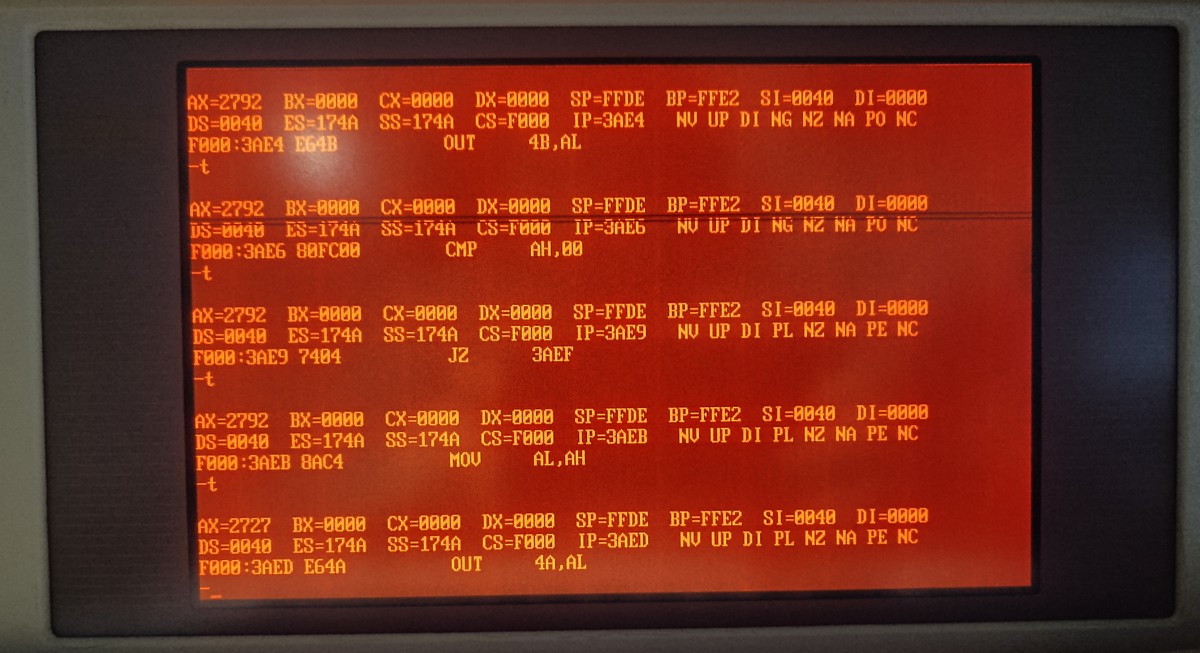 AX=2792 BX=0000 CX=0000 DX=0000 SP=FFDE BP=FFE2 SI=0040 DI=0000
DS=0040 ES=174A SS=174A CS=F000 IP=3AE4 NV UP DI NG NZ NA PO NC
F000:3AE4 E64B OUT 4B,AL
-t
AX=2792 BX=0000 CX=0000 DX=0000 SP=FFDE BP=FFE2 SI=0040 DI=0000
DS=0040 ES=174A SS=174A CS=F000 IP=3AE6 NV UP DI NG NZ NA PO NC
F000:3AE6 80FC00 CMP AH,00
-t
AX=2792 BX=0000 CX=0000 DX=0000 SP=FFDE BP=FFE2 SI=0040 DI=0000
DS=0040 ES=174A SS=174A CS=F000 IP=3AE9 NV UP DI PL NZ NA PE NC
F000:3AE9 7404 JZ 3AEF
-t
AX=2792 BX=0000 CX=0000 DX=0000 SP=FFDE BP=FFE2 SI=0040 DI=0000
DS=0040 ES=174A SS=174A CS=F000 IP=3AEB NV UP DI PL NZ NA PE NC
F000:3AEB 8AC4 MOV AL,AH
-t
AX=2727 BX=0000 CX=0000 DX=0000 SP=FFDE BP=FFE2 SI=0040 DI=0000
DS=0040 ES=174A SS=174A CS=F000 IP=3AED NV UP DI PL NZ NA PE NC
F000:3AED E64A OUT 4A,AL
-_